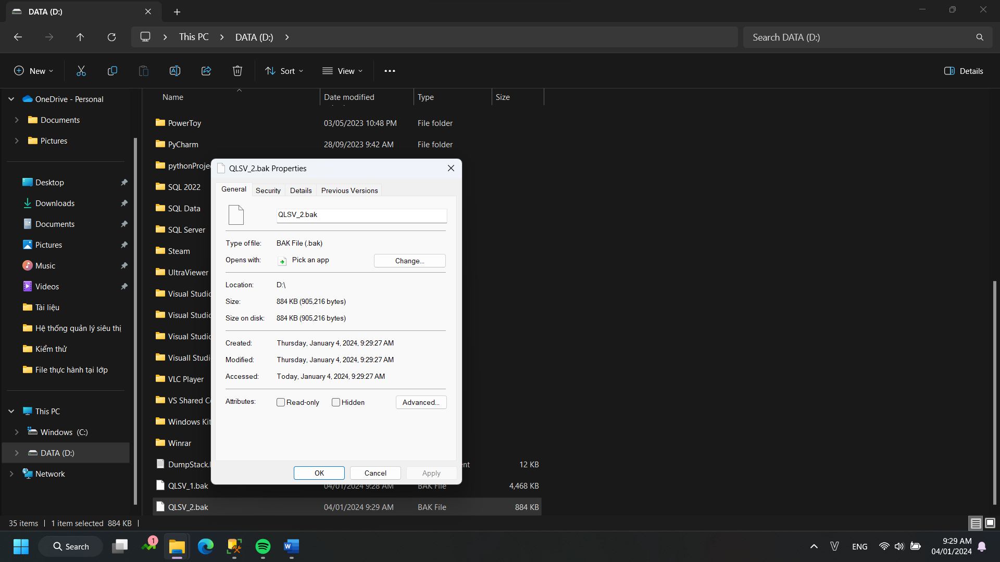 DATA (D:)
This PC
DATA (D:)
Search DATA (D:)
New
Sort
View
Details
OneDrive - Personal
Documents
Pictures
Desktop
Downloads
Documents
Pictures
Music
Videos
Tài liệu
Hệ thống quản lý siêu thị
Kiểm thử
File thực hành tại lớp
This PC
Windows (C:)
DATA (D:)
Network
Name Date modified Type Size
PowerToy 03/05/2023 10:48 PM File folder
PyCharm 28/09/2023 9:42 AM File folder
pythonProje
SQL 2022
SQL Data
SQL Server
Steam
UltraViewer
Visual Studio
Visual Studio
Visual Studio
Visuall Studi
VLC Player
VS Shared C
Windows Kit
Winrar
DumpStack.l nt 12 KB
QLSV_1.bak 04/01/2024 9:28 AM BAK File 4,468 KB
QLSV_2.bak 04/01/2024 9:29 AM BAK File 884 KB
QLSV_2.bak Properties
General Security Details Previous Versions
QLSV_2.bak
Type of file: BAK File (.bak)
Opens with: Pick an app Change...
Location: D:\
Size: 884 KB (905,216 bytes)
Size on disk: 884 KB (905,216 bytes)
Created: Thursday, January 4, 2024, 9:29:27 AM
Modified: Thursday, January 4, 2024, 9:29:27 AM
Accessed: Today, January 4, 2024, 9:29:27 AM
Attributes: Read-only Hidden Advanced...
OK Cancel Apply
35 items 1 item selected 884 KB
Search
1
ENG
9:29 AM
04/01/2024